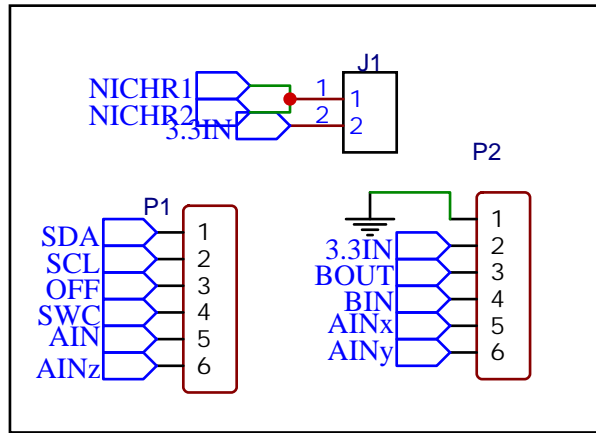 J1
NICHR1 1 1
NICHR2
3.3IN 2 2
P1
SDA 1
SCL 2
OFF 3
SWC 4
AIN 5
AINz 6
P2
1
3.3IN 2
BOUT 3
BIN 4
AINx 5
AINy 6